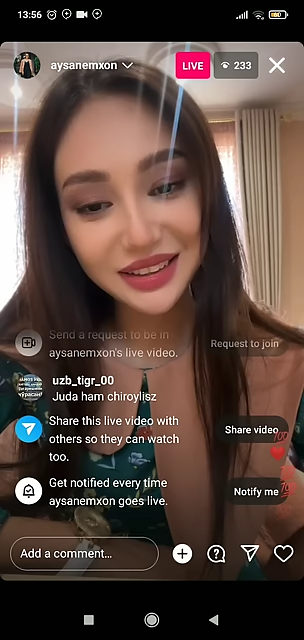 13:56
aysanemxon
LIVE
233
Send a request to be in
aysanemxon's live video.
Request to join
uzb_tigr_00
Juda ham chiroylisz
Share this live video with
others so they can watch
too.
Share video
Get notified every time
aysanemxon goes live.
Notify me
Add a comment...